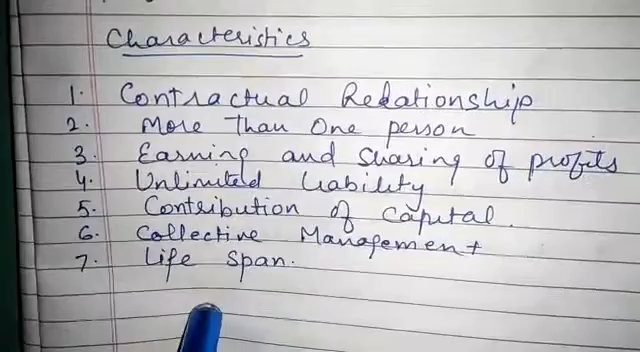 Characteristics
1. Contractual Relationship
2. More Than One person
3. Earning and Sharing of profits
4. Unlimited Liability
5. Contribution of Capital.
6. Collective Management
7. Life Span.